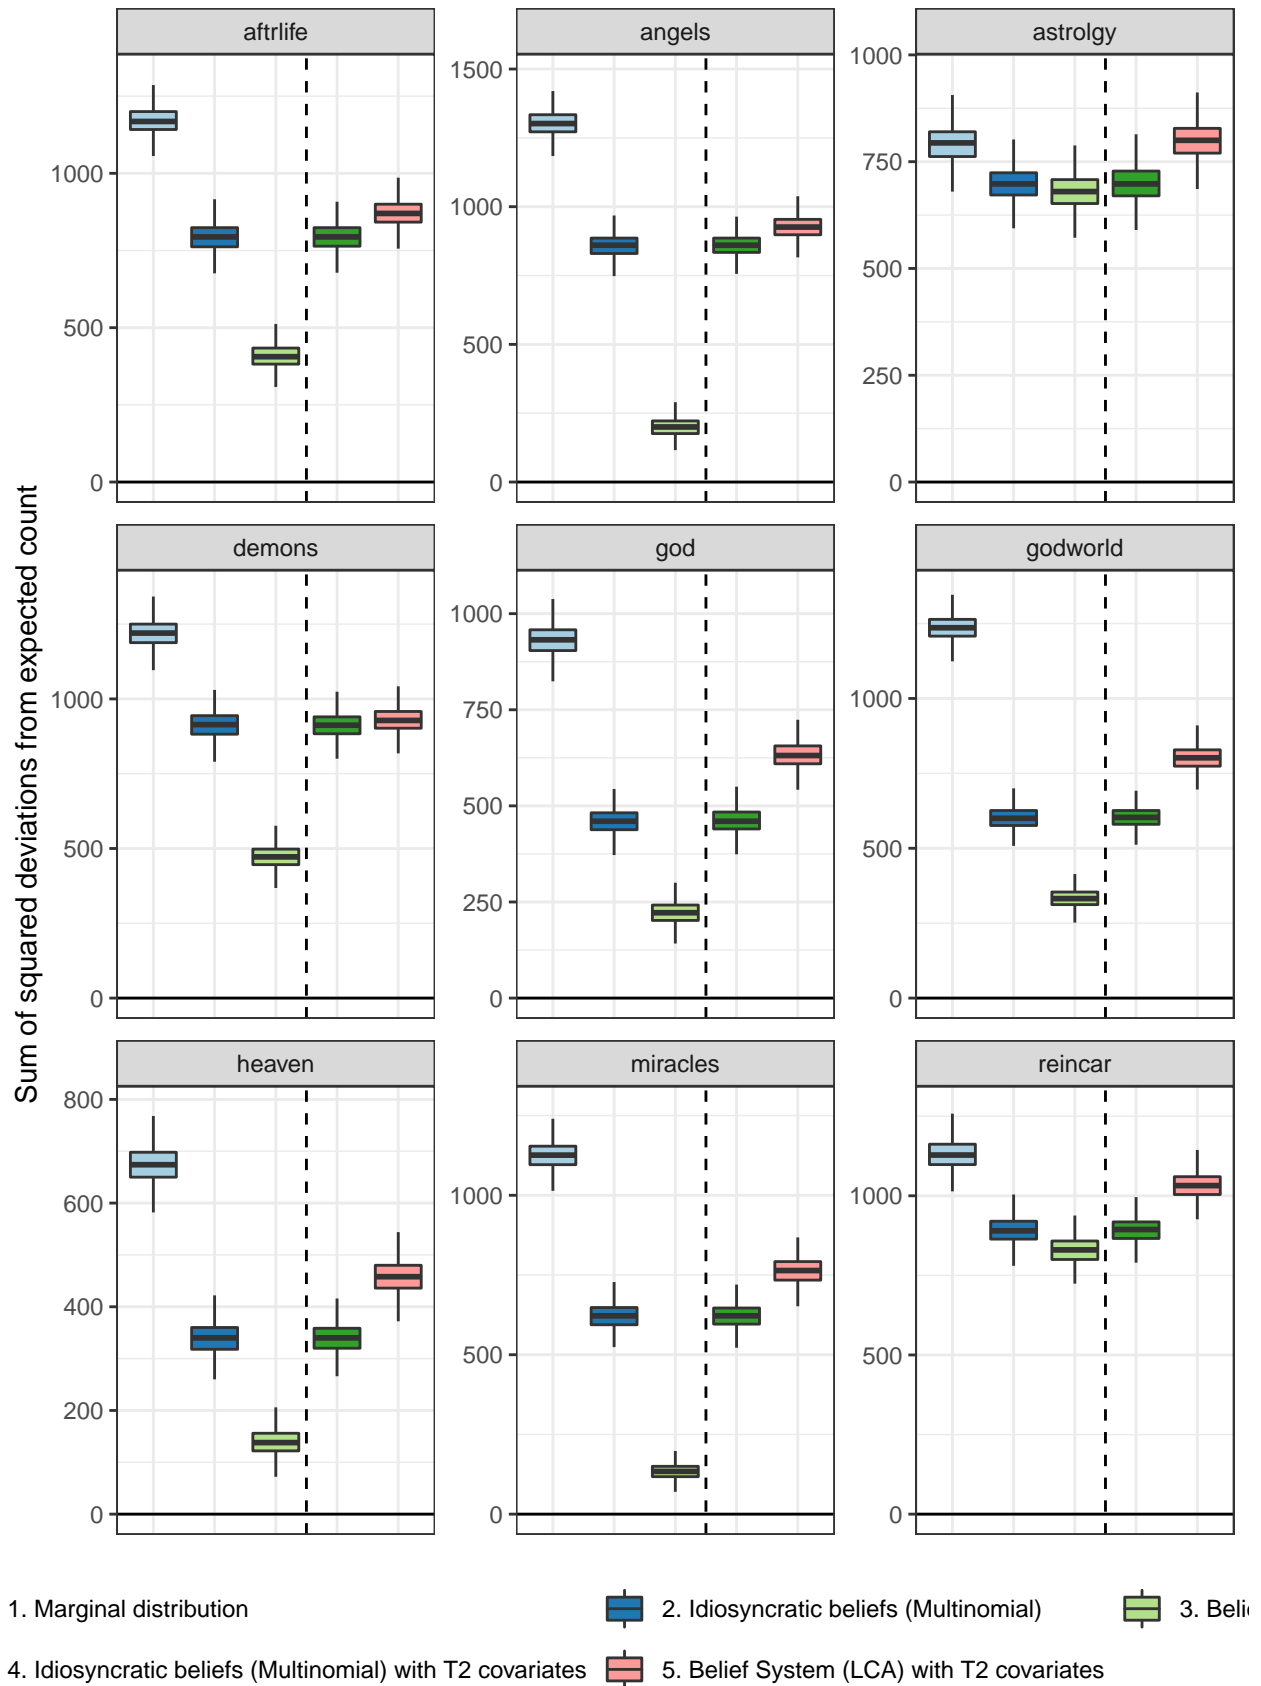 Sum of squared deviations from expected count
aftrlife
angels
astrolgy
1000
500
0
1500
1000
500
0
1000
750
500
250
0
demons
god
godworld
1000
500
0
1000
750
500
250
0
1000
500
0
heaven
miracles
reincar
800
600
400
200
0
1000
500
0
1000
500
0
1. Marginal distribution
2. Idiosyncratic beliefs (Multinomial)
3.
4. Idiosyncratic beliefs (Multinomial) with T2 covariates
5. Belief System (LCA) with T2 covariates